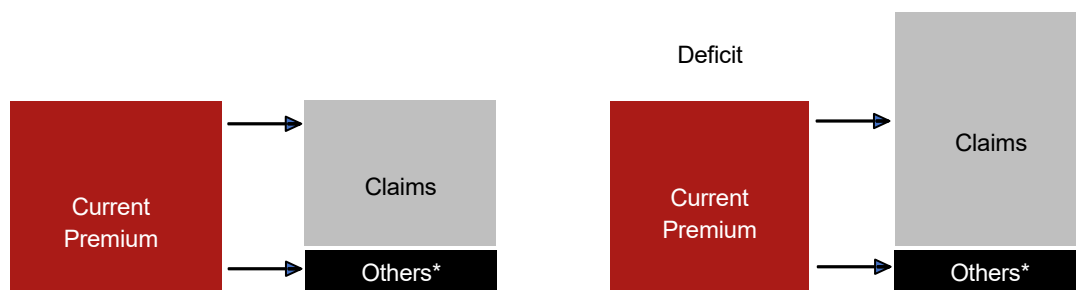 Current
Premium
Claims
Others*
Deficit
Current
Premium
Claims
Others*